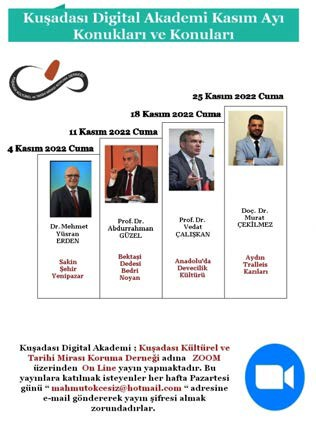 Kuşadası Digital Akademi Kasım Ayı
Konukları ve Konuları
25 Kasım 2022 Cuma
18 Kasım 2022 Cuma
11 Kasım 2022 Cuma
4 Kasım 2022 Cuma
Dr. Mehmet
Yüsran
ERDEN
Sakin
Şehir
Yenipazar
Prof. Dr.
Abdurrahman
GÜZEL
Bektaşi
Dedesi
Bedri
Noyan
Prof. Dr.
Vedat
ÇALIŞKAN
Anadolu'da
Devecilik
Kültürü
Doç. Dr.
Murat
ÇEKİLMEZ
Aydın
Tralleis
Kazıları
Kuşadası Digital Akademi ; Kuşadası Kültürel ve
Tarihi Mirası Koruma Derneği adına ZOOM
üzerinden On Line yayın yapmaktadır. Bu
yayınlara katılmak isteyenler her hafta Pazartesi
günü “ mahmutokcesiz@hotmail.com “ adresine
e-mail göndererek yayın şifresi almak
zorundadırlar.